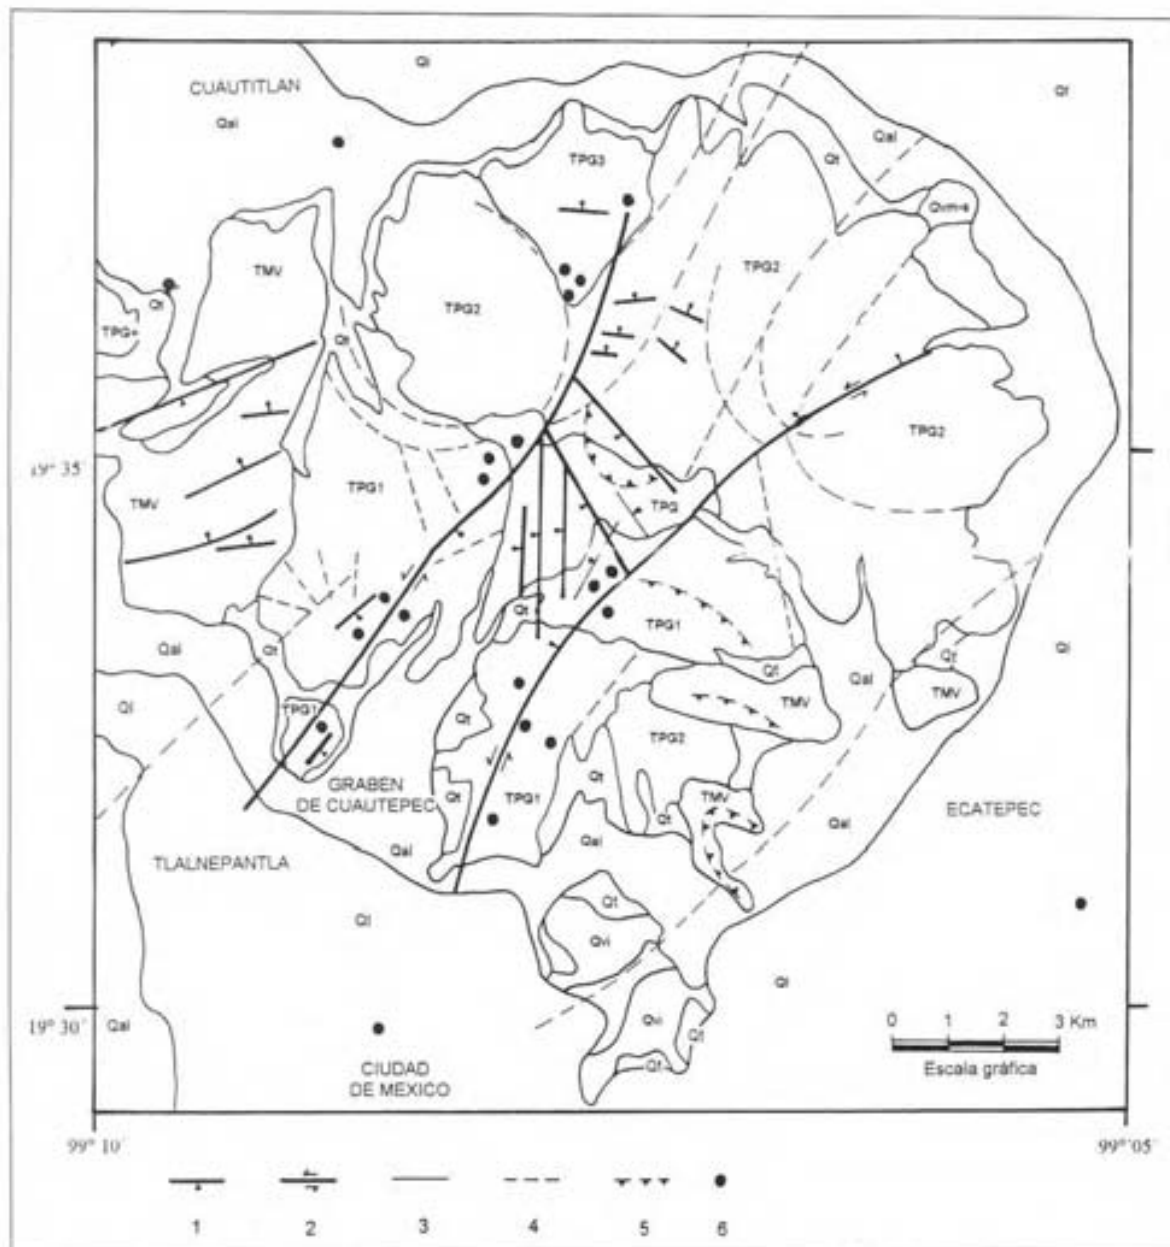 Ql
CUAUTITLAN
Ql
Qal
Qal
TPG3
Qt
Qvm-s
TMV
TPG2
TPG2
Qt
TPG+
Qt
TPG2
19° 35´
TPG1
TMV
TPG
Qt
TPG1
Qal
Qt
Qt
Qal
Qt
Ql
Ql
TMV
TMV
TPG1
Qt
TPG2
GRABEN
DE CUAUTEPEC
Qt
TPG1
Qt
TMV
Qt
ECATEPEC
Qal
TLALNEPANTLA
Qal
Qal
Qt
Ql
Qvi
Ql
19° 30´
Qal
Qvi
Qt
Qt
0 1 2 3 Km
Escala gráfica
CIUDAD
DE MEXICO
99° 10´
99° 05´
1 2 3 4 5 6